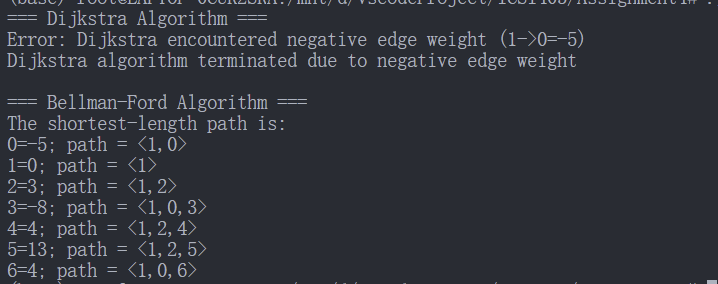 === Dijkstra Algorithm ===
Error: Dijkstra encountered negative edge weight (1->0=-5)
Dijkstra algorithm terminated due to negative edge weight
=== Bellman-Ford Algorithm ===
The shortest-length path is:
0=-5; path = <1,0>
1=0; path = <1>
2=3; path = <1,2>
3=-8; path = <1,0,3>
4=4; path = <1,2,4>
5=13; path = <1,2,5>
6=4; path = <1,0,6>